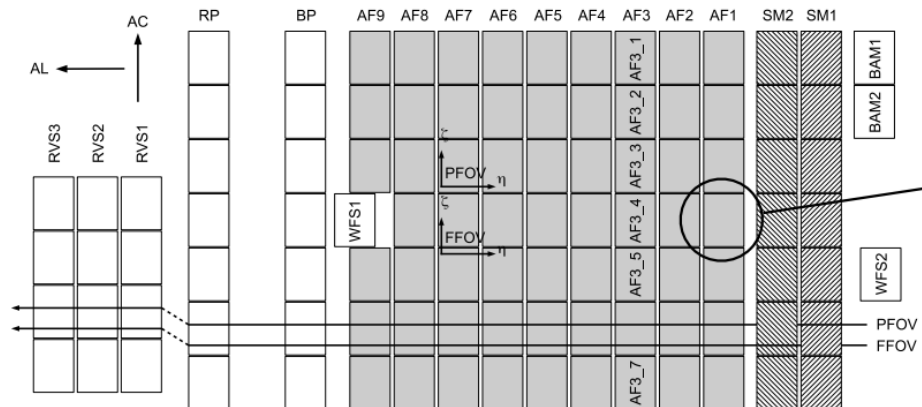 RP BP AF9 AF8 AF7 AF6 AF5 AF4 AF3 AF2 AF1 SM2 SM1
AC
AL
RVS3 RVS2 RVS1
AF3_1
AF3_2
AF3_3
AF3_4
AF3_5
AF3_7
BAM1
BAM2
ζ
PFOV η
ζ
FFOV η
WFS1
WFS2
PFOV
FFOV